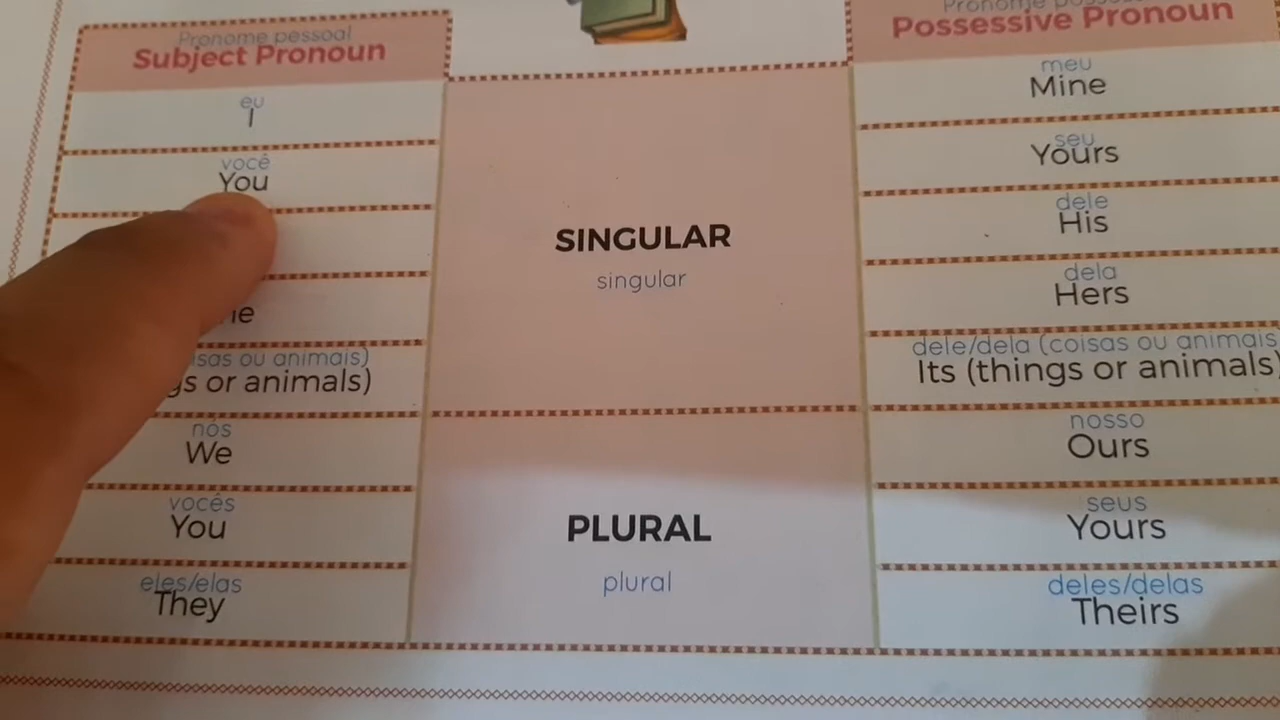 Pronome pessoal
Subject Pronoun
eu
I
você
You
sas ou animais)
gs or animals)
nós
We
vocês
You
eles/elas
They
SINGULAR
singular
PLURAL
plural
Possessive Pronoun
meu
Mine
seu
Yours
dele
His
dela
Hers
dele/dela (coisas ou animais
Its (things or animals)
nosso
Ours
seus
Yours
deles/delas
Theirs